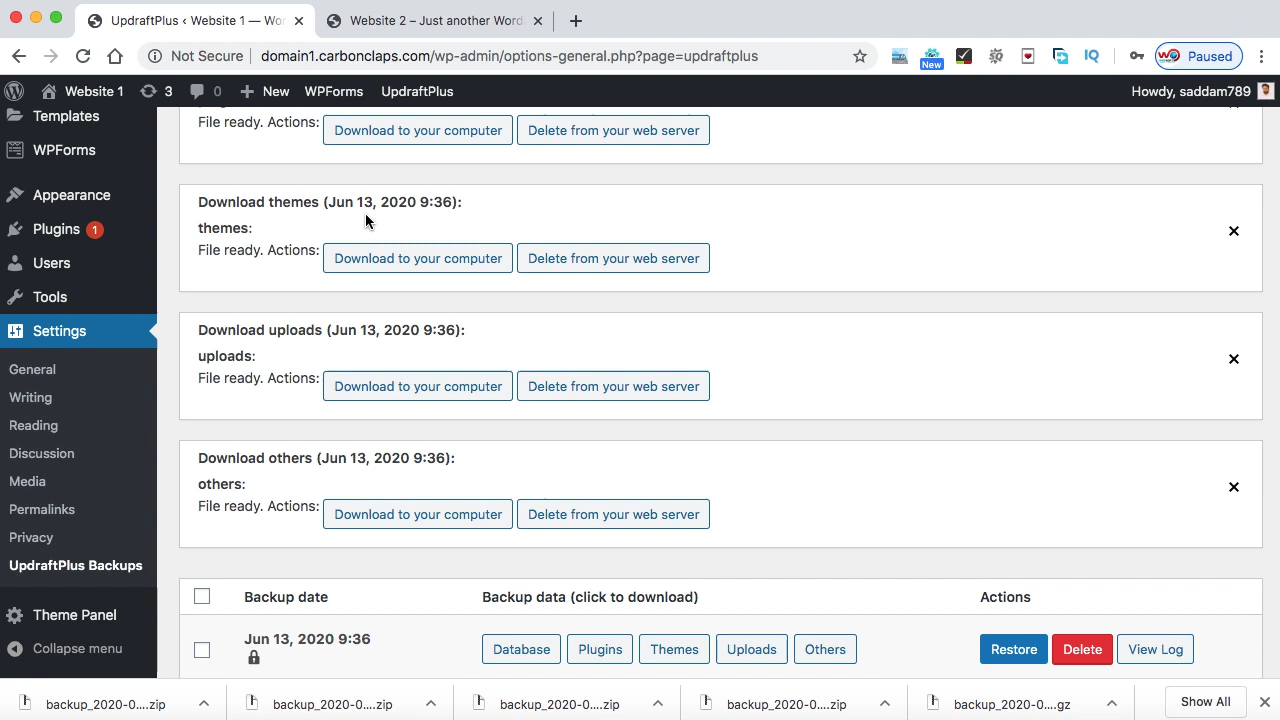 UpdraftPlus ‹ Website 1 — Wor
Website 2 – Just another Word
Not Secure
domain1.carbonclaps.com/wp-admin/options-general.php?page=updraftplus
New
IQ
Paused
Website 1
3
0
New
WPForms
UpdraftPlus
Howdy, saddam789
Templates
WPForms
Appearance
Plugins 1
Users
Tools
Settings
General
Writing
Reading
Discussion
Media
Permalinks
Privacy
UpdraftPlus Backups
Theme Panel
Collapse menu
File ready. Actions: Download to your computer Delete from your web server
Download themes (Jun 13, 2020 9:36):
themes:
File ready. Actions: Download to your computer Delete from your web server
Download uploads (Jun 13, 2020 9:36):
uploads:
File ready. Actions: Download to your computer Delete from your web server
Download others (Jun 13, 2020 9:36):
others:
File ready. Actions: Download to your computer Delete from your web server
Backup date Backup data (click to download) Actions
Jun 13, 2020 9:36 Database Plugins Themes Uploads Others Restore Delete View Log
backup_2020-0....zip
backup_2020-0....zip
backup_2020-0....zip
backup_2020-0....zip
backup_2020-0....gz
Show All